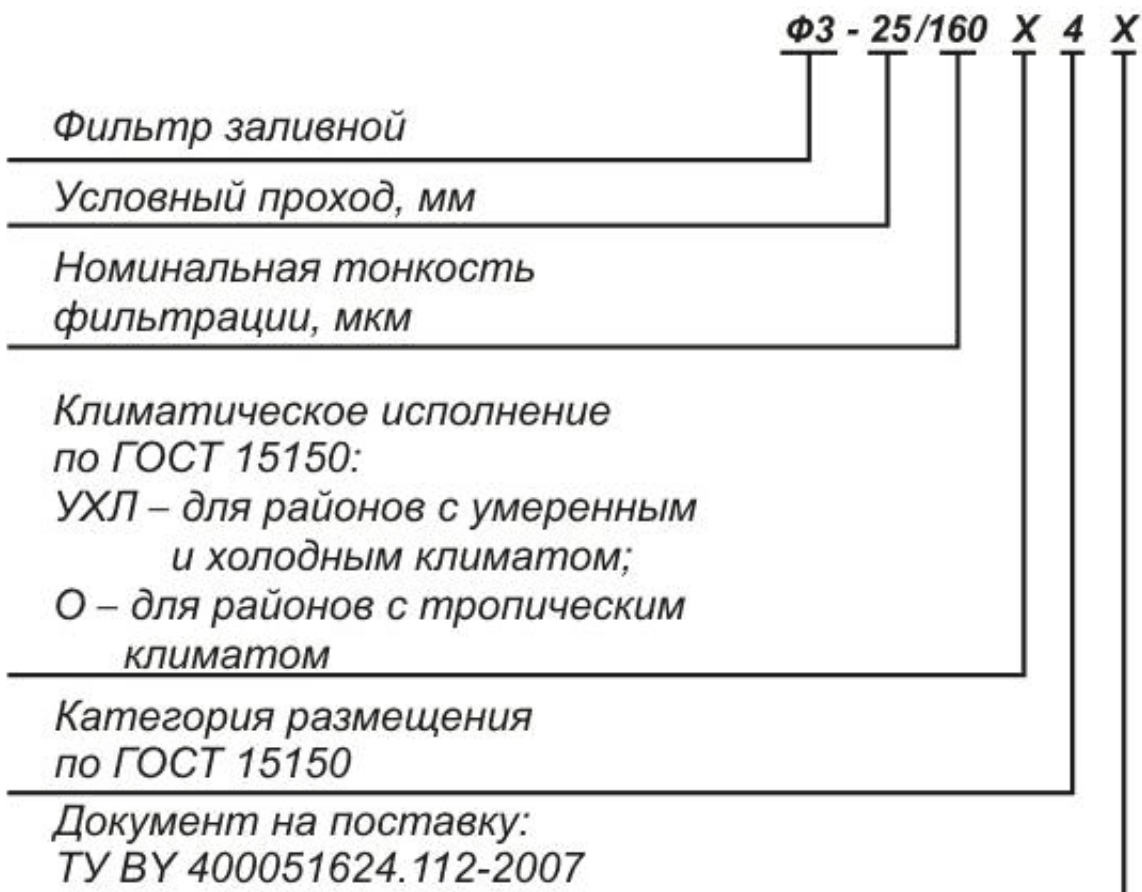 ФЗ - 25/160 Х 4 Х
Фильтр заливной
Условный проход, мм
Номинальная тонкость
фильтрации, мкм
Климатическое исполнение
по ГОСТ 15150:
УХЛ – для районов с умеренным
и холодным климатом;
О – для районов с тропическим
климатом
Категория размещения
по ГОСТ 15150
Документ на поставку:
ТУ BY 400051624.112-2007